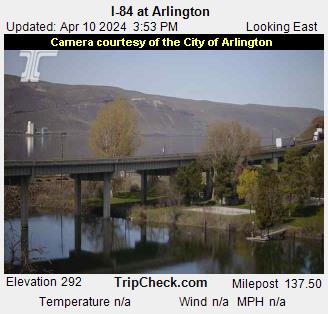 I-84 at Arlington
Updated: Apr 10 2024 3:53 PM Looking East
Camera courtesy of the City of Arlington
Elevation 292 TripCheck.com Milepost 137.50
Temperature n/a Wind n/a MPH n/a